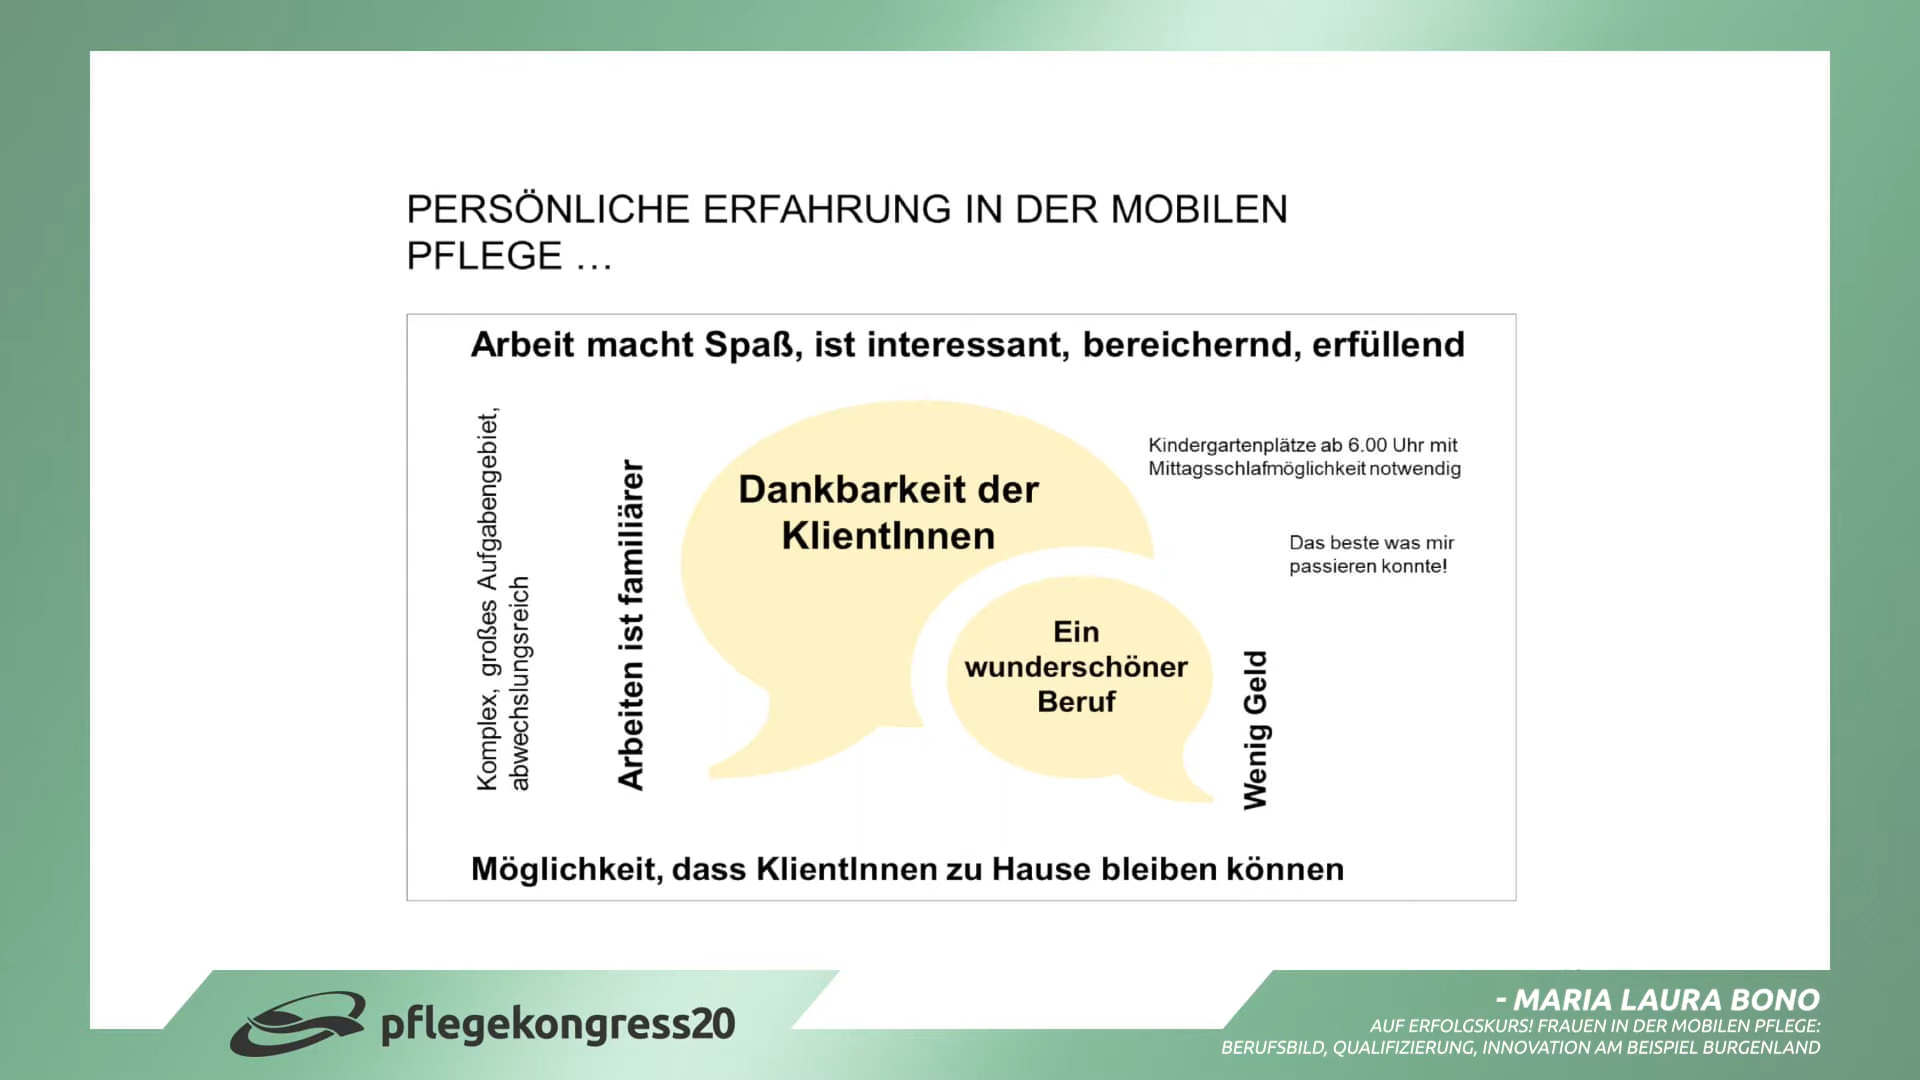 PERSÖNLICHE ERFAHRUNG IN DER MOBILEN
PFLEGE …
Arbeit macht Spaß, ist interessant, bereichernd, erfüllend
Komplex, großes Aufgabengebiet,
abwechslungsreich
Arbeiten ist familiärer
Dankbarkeit der
KlientInnen
Kindergartenplätze ab 6.00 Uhr mit
Mittagsschlafmöglichkeit notwendig
Das beste was mir
passieren konnte!
Ein
wunderschöner
Beruf
Wenig Geld
Möglichkeit, dass KlientInnen zu Hause bleiben können
pflegekongress20
- MARIA LAURA BONO
AUF ERFOLGSKURS! FRAUEN IN DER MOBILEN PFLEGE:
BERUFSBILD, QUALIFIZIERUNG, INNOVATION AM BEISPIEL BURGENLAND